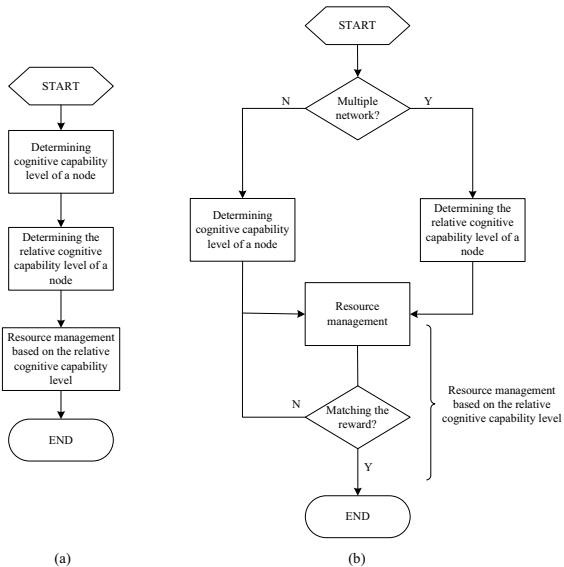 START
Determining
cognitive capability
level of a node
Determining the
relative cognitive
capability level of a
node
Resource management
based on the relative
cognitive capability
level
END
(a)
START
Multiple
network?
N
Y
Determining
cognitive capability
level of a node
Determining the
relative cognitive
capability level of a
node
Resource
management
Matching the
reward?
N
Y
END
Resource management
based on the relative
cognitive capability level
(b)